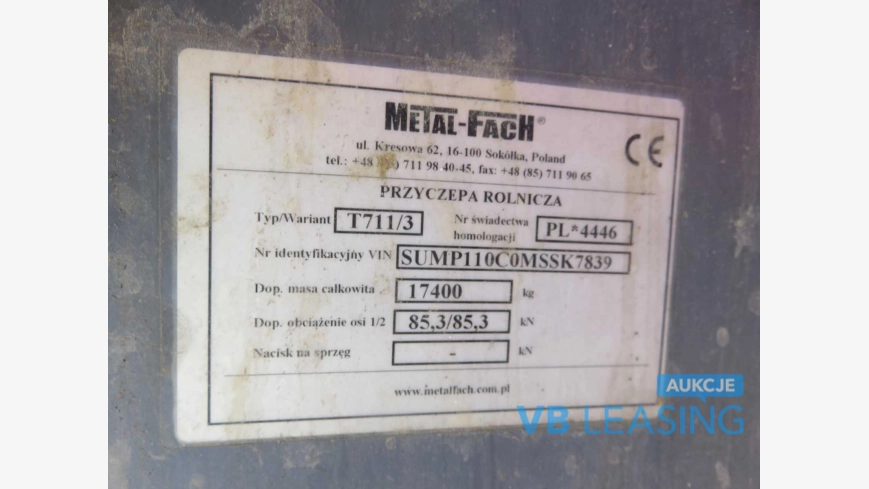 METAL-FACH®
ul. Kresowa 62, 16-100 Sokółka, Poland
tel.: +48 (85) 711 98 40-45, fax: +48 (85) 711 90 65
CE
PRZYCZEPA ROLNICZA
Typ/Wariant T711/3 Nr świadectwa homologacji PL*4446
Nr identyfikacyjny VIN SUMP110C0MSSK7839
Dop. masa całkowita 17400 kg
Dop. obciążenie osi 1/2 85,3/85,3 kN
Nacisk na sprzęg - kN
www.metalfach.com.pl
AUKCJE
VB LEASING